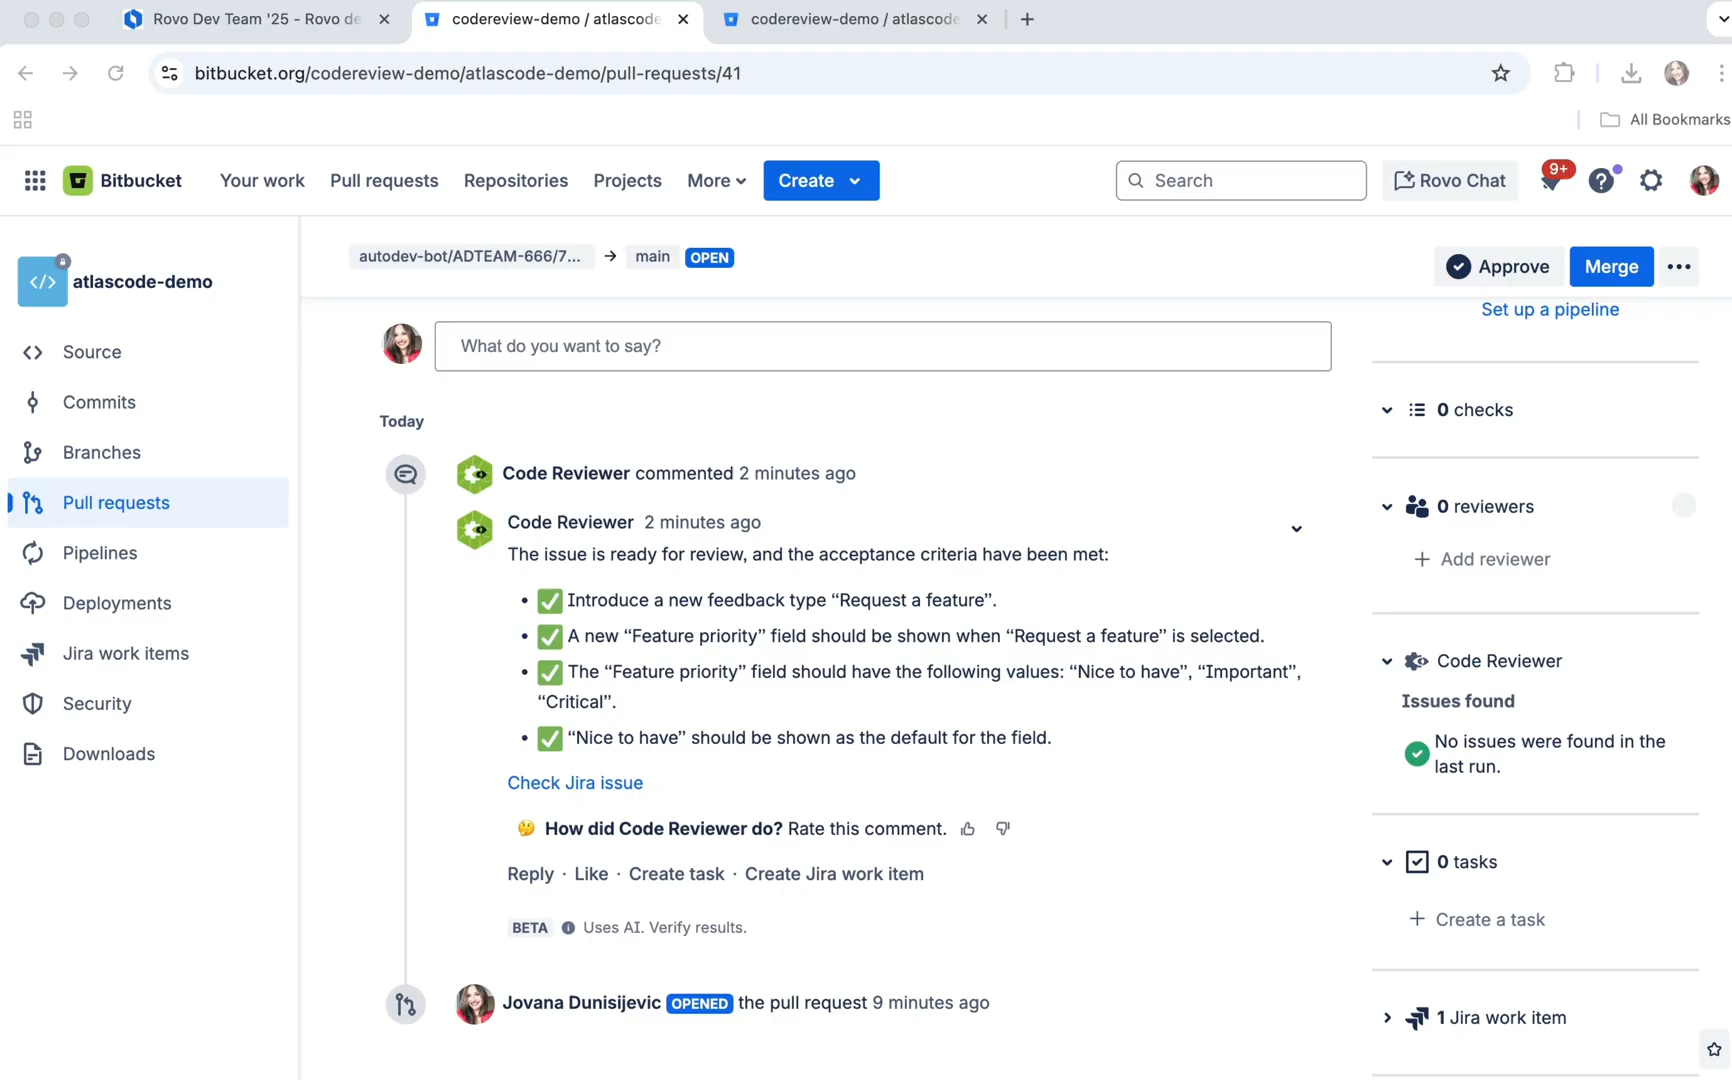 Rovo Dev Team '25 - Rovo de
codereview-demo / atlascode
codereview-demo / atlascode
bitbucket.org/codereview-demo/atlascode-demo/pull-requests/41
All Bookmarks
Bitbucket
Your work
Pull requests
Repositories
Projects
More
Create
Search
Rovo Chat
9+
atlascode-demo
Source
Commits
Branches
Pull requests
Pipelines
Deployments
Jira work items
Security
Downloads
autodev-bot/ADTEAM-666/7... → main OPEN
Approve
Merge
What do you want to say?
Today
Code Reviewer commented 2 minutes ago
Code Reviewer 2 minutes ago
The issue is ready for review, and the acceptance criteria have been met:
• ✅ Introduce a new feedback type “Request a feature”.
• ✅ A new “Feature priority” field should be shown when “Request a feature” is selected.
• ✅ The “Feature priority” field should have the following values: “Nice to have”, “Important”,
“Critical”.
• ✅ “Nice to have” should be shown as the default for the field.
Check Jira issue
🤔 How did Code Reviewer do? Rate this comment.
Reply · Like · Create task · Create Jira work item
BETA Uses AI. Verify results.
Jovana Dunisijevic OPENED the pull request 9 minutes ago
Set up a pipeline
0 checks
0 reviewers
+ Add reviewer
Code Reviewer
Issues found
No issues were found in the
last run.
0 tasks
+ Create a task
1 Jira work item